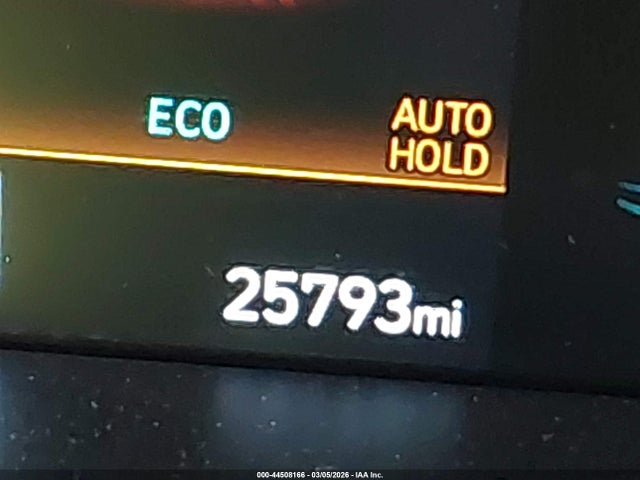 ECO
AUTO
HOLD
25793mi
000-44508166 - 03/05/2026 - IAA Inc.